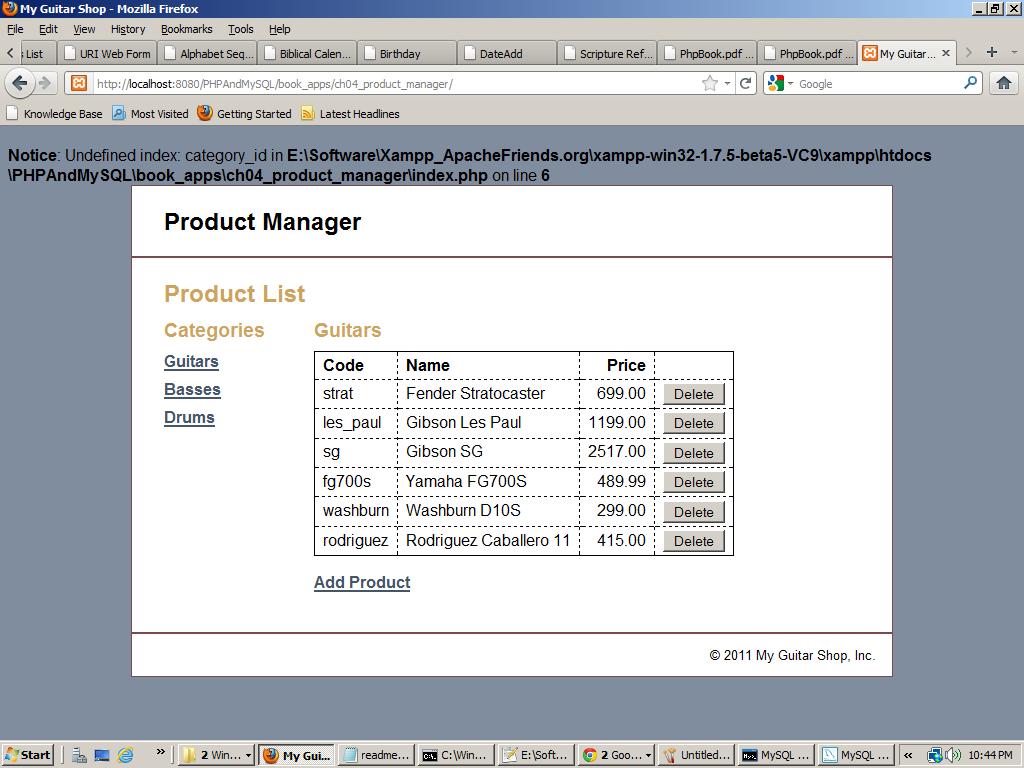 My Guitar Shop - Mozilla Firefox
File Edit View History Bookmarks Tools Help
List URI Web Form Alphabet Seq... Biblical Calen... Birthday DateAdd Scripture Ref... PhpBook.pdf ... PhpBook.pdf ... My Guitar...
http://localhost:8080/PHPAndMySQL/book_apps/ch04_product_manager/ Google
Knowledge Base Most Visited Getting Started Latest Headlines
Notice: Undefined index: category_id in E:\Software\Xampp_ApacheFriends.org\xampp-win32-1.7.5-beta5-VC9\xampp\htdocs
\PHPAndMySQL\book_apps\ch04_product_manager\index.php on line 6
Product Manager
Product List
Categories
Guitars
Basses
Drums
Guitars
Code Name Price
strat Fender Stratocaster 699.00 Delete
les_paul Gibson Les Paul 1199.00 Delete
sg Gibson SG 2517.00 Delete
fg700s Yamaha FG700S 489.99 Delete
washburn Washburn D10S 299.00 Delete
rodriguez Rodriguez Caballero 11 415.00 Delete
Add Product
© 2011 My Guitar Shop, Inc.
Start 2 Win... My Gui... readme... C:\Win... E:\Soft... 2 Goo... Untitled... MySQL ... MySQL ... 10:44 PM